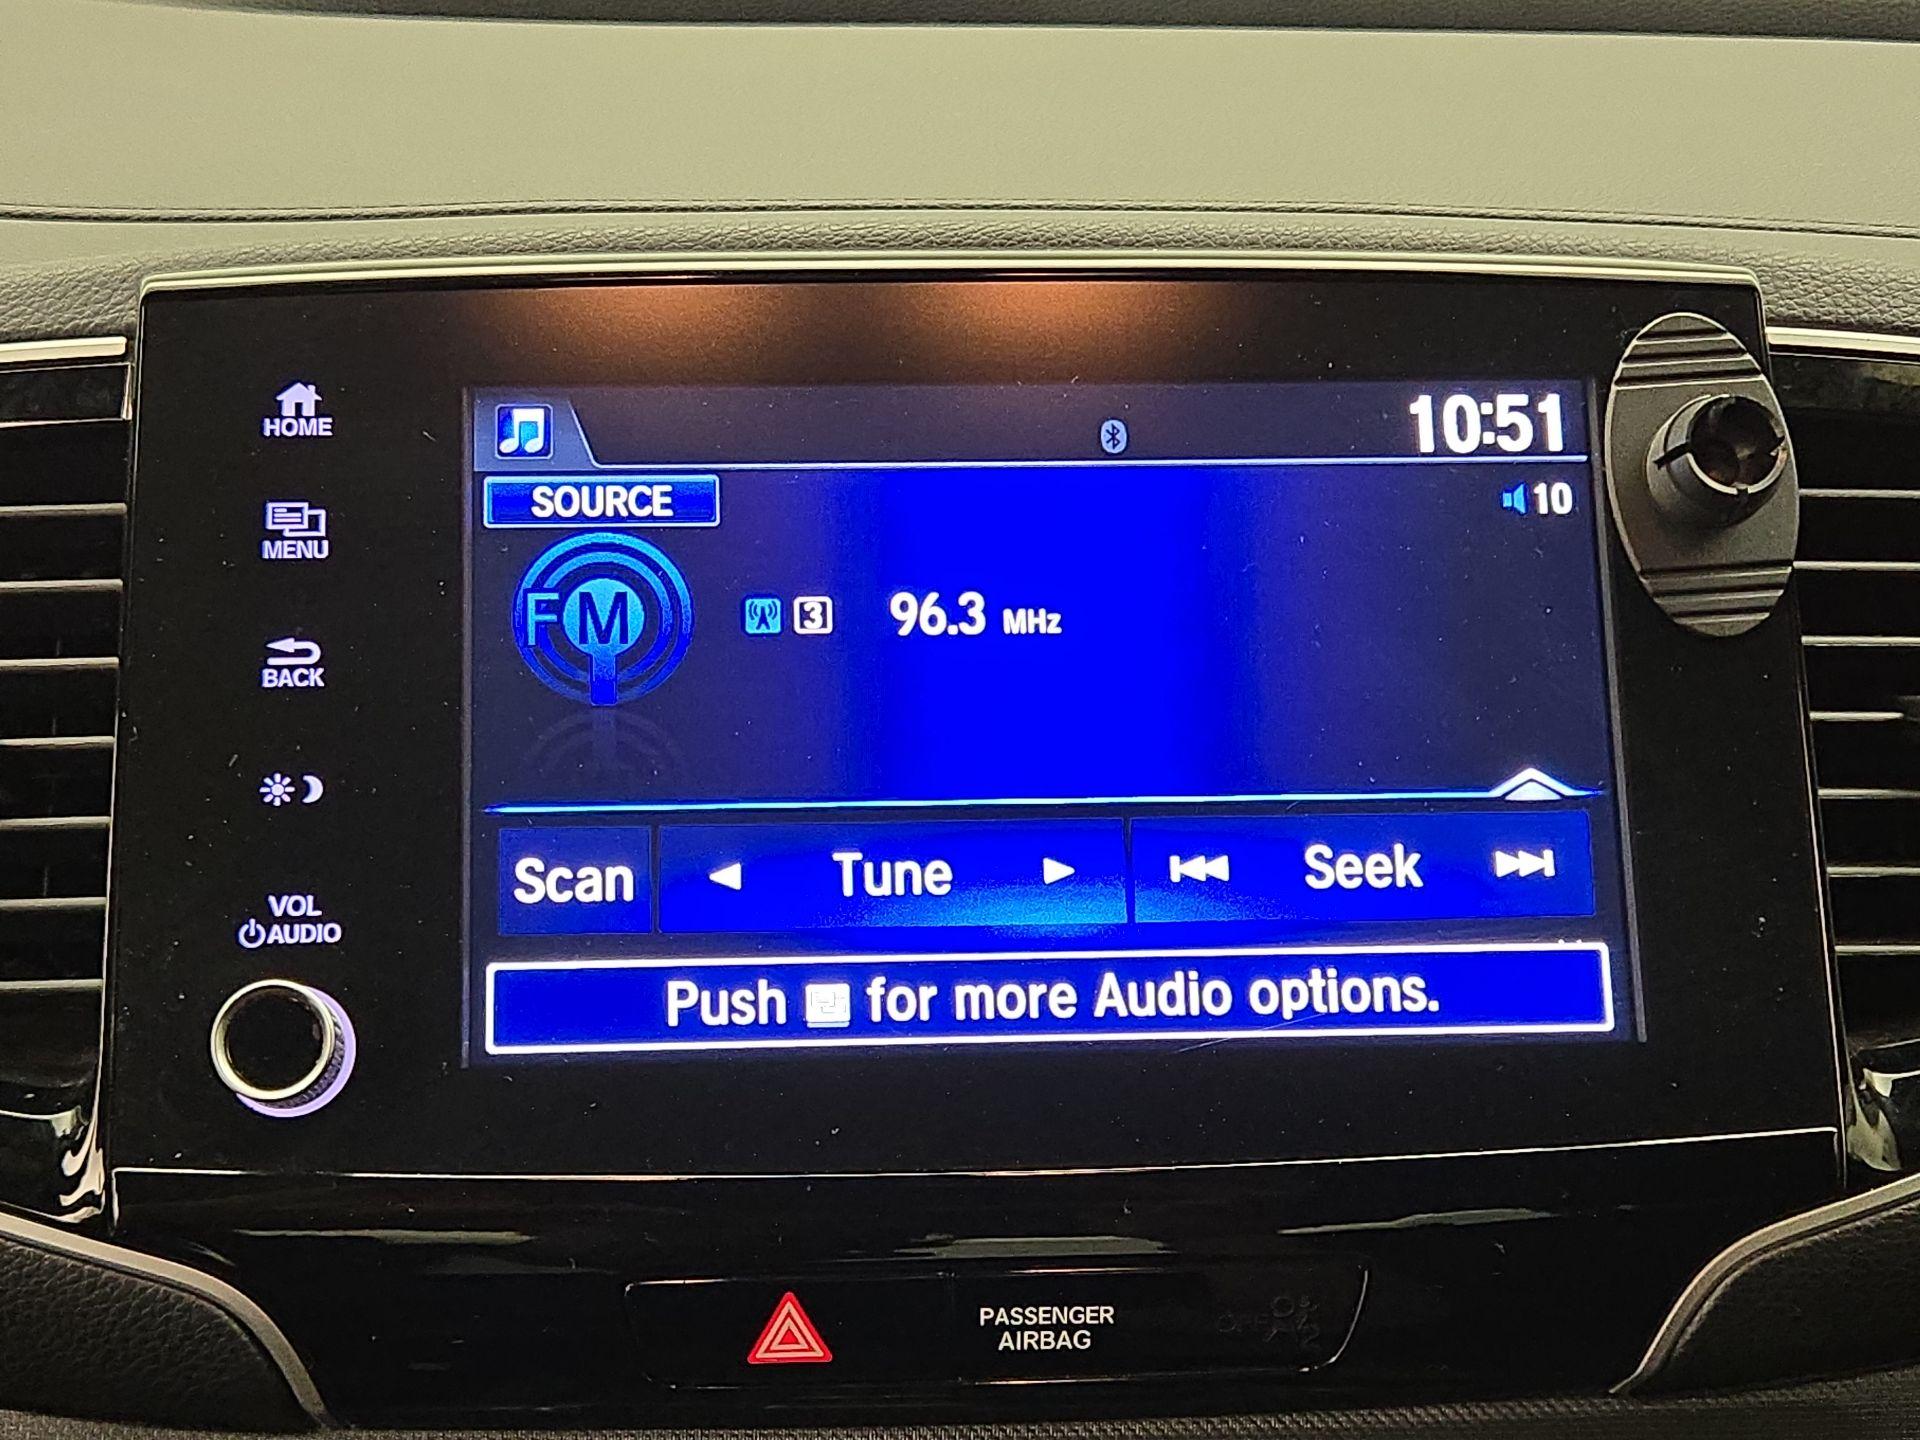 HOME
MENU
BACK
VOL
AUDIO
10:51
SOURCE
10
FM
3 96.3 MHz
Scan Tune Seek
Push for more Audio options.
PASSENGER
AIRBAG
OFF